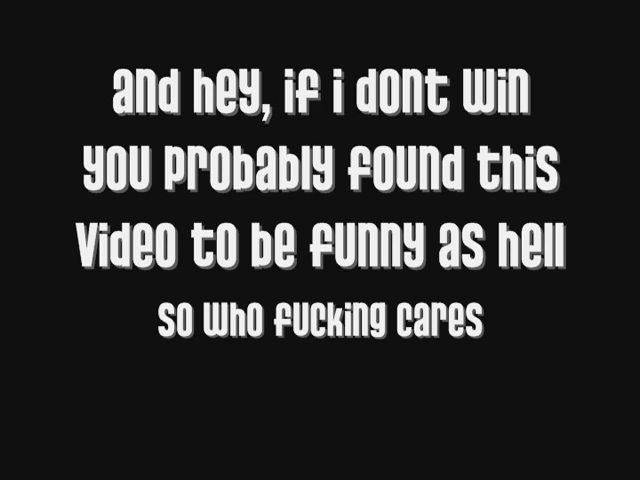 and hey, if i dont win
you probably found this
video to be funny as hell
so who fucking cares